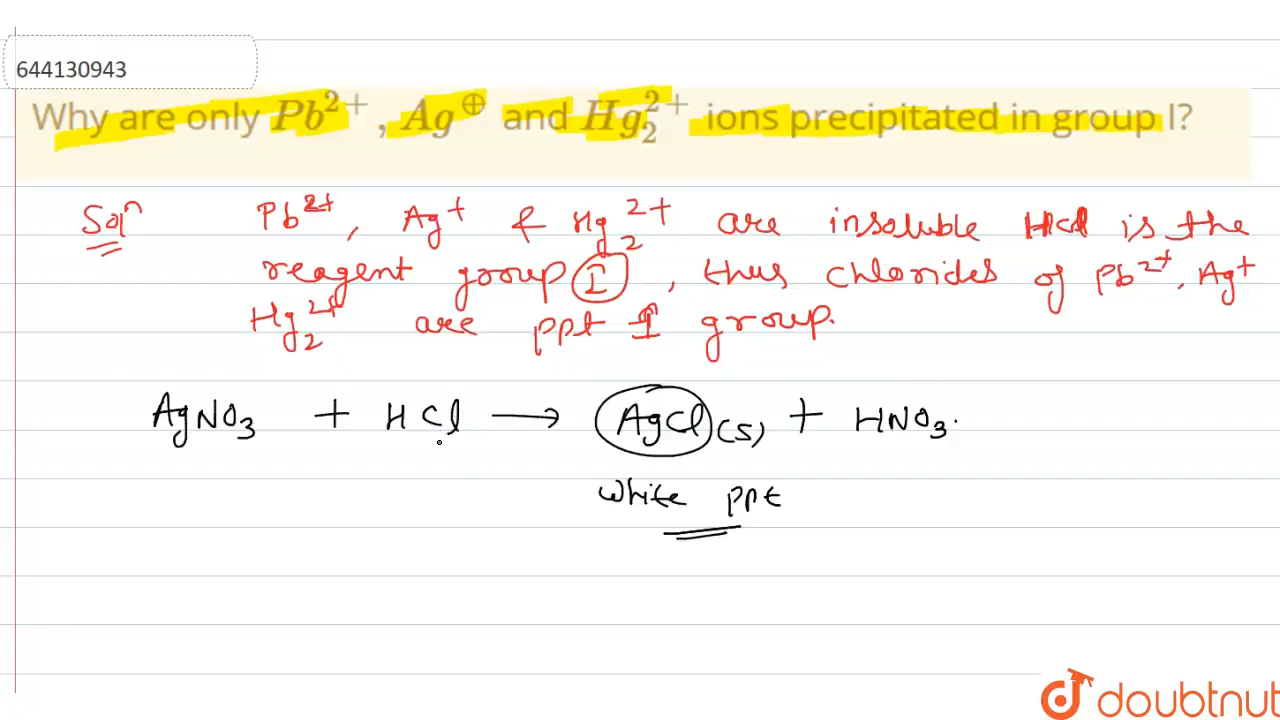 644130943
Why are only Pb²⁺, Ag^⊕ and Hg₂²⁺ ions precipitated in group I?
Solⁿ Pb²⁺, Ag⁺ & Hg₂²⁺ are insoluble HCl is the
reagent group I, thus chlorides of Pb²⁺, Ag⁺
Hg₂²⁺ are ppt I group.
AgNO₃ + HCl → AgCl(s) + HNO₃.
white ppt
doubtnut